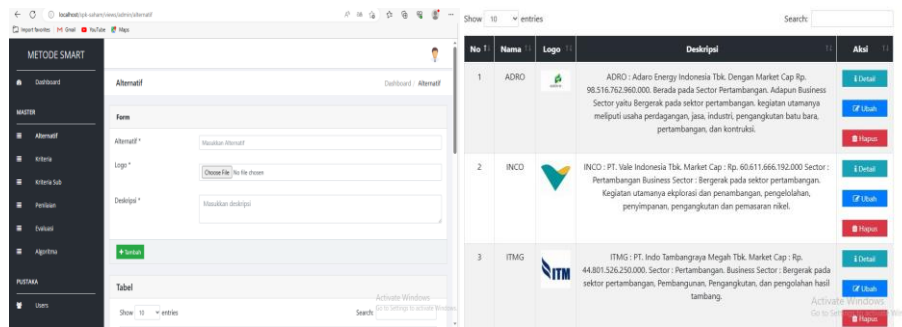 localhost/spk-saham/views/admin/alternatif
Import favorites Gmail YouTube Maps
METODE SMART
Dashboard
MASTER
Alternatif
Kriteria
Kriteria Sub
Penilaian
Evaluasi
Algoritma
PUSTAKA
Users
Alternatif
Dashboard / Alternatif
Form
Alternatif *
Masukkan Alternatif
Logo *
Choose File No file chosen
Deskripsi *
Masukkan deskripsi
+ Tambah
Tabel
Show 10 entries
Search:
Activate Windows
Go to Settings to activate Windows.
Show 10 entries
Search:
No Nama Logo Deskripsi Aksi
1 ADRO
ADRO : Adaro Energy Indonesia Tbk. Dengan Market Cap Rp.
98.516.762.960.000. Berada pada Sector Pertambangan. Adapun Business
Sector yaitu Bergerak pada sektor pertambangan. kegiatan utamanya
meliputi usaha perdagangan, jasa, industri, pengangkutan batu bara,
pertambangan, dan kontruksi.
Detail
Ubah
Hapus
2 INCO
INCO : PT. Vale Indonesia Tbk. Market Cap : Rp. 60.611.666.192.000 Sector :
Pertambangan Business Sector : Bergerak pada sektor pertambangan.
Kegiatan utamanya ekplorasi dan penambangan, pengelolahan,
penyimpanan, pengangkutan dan pemasaran nikel.
Detail
Ubah
Hapus
3 ITMG
ITM
ITMG : PT. Indo Tambangraya Megah Tbk. Market Cap : Rp.
44.801.526.250.000. Sector : Pertambangan. Business Sector : Bergerak pada
sektor pertambangan, Pembangunan, Pengangkutan, dan pengolahan hasil
tambang.
Detail
Ubah
Hapus
Activate Windows